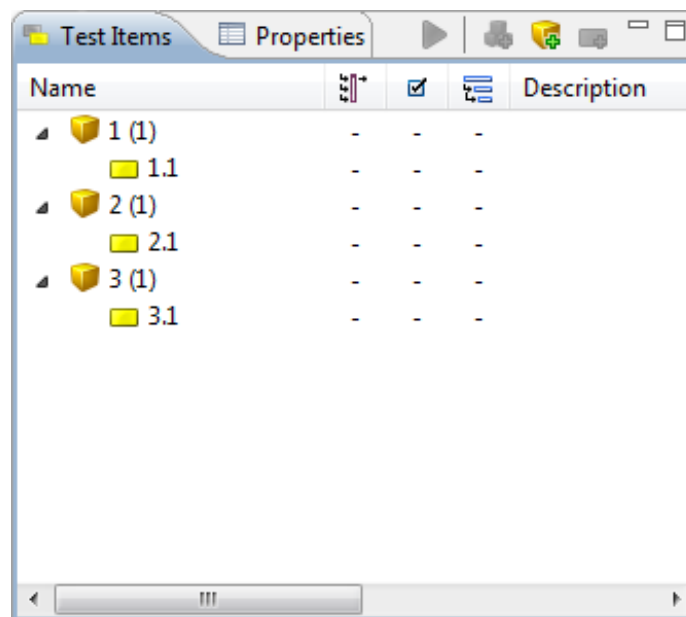 Test Items Properties
Name Description
1 (1) - - -
1.1 - - -
2 (1) - - -
2.1 - - -
3 (1) - - -
3.1 - - -